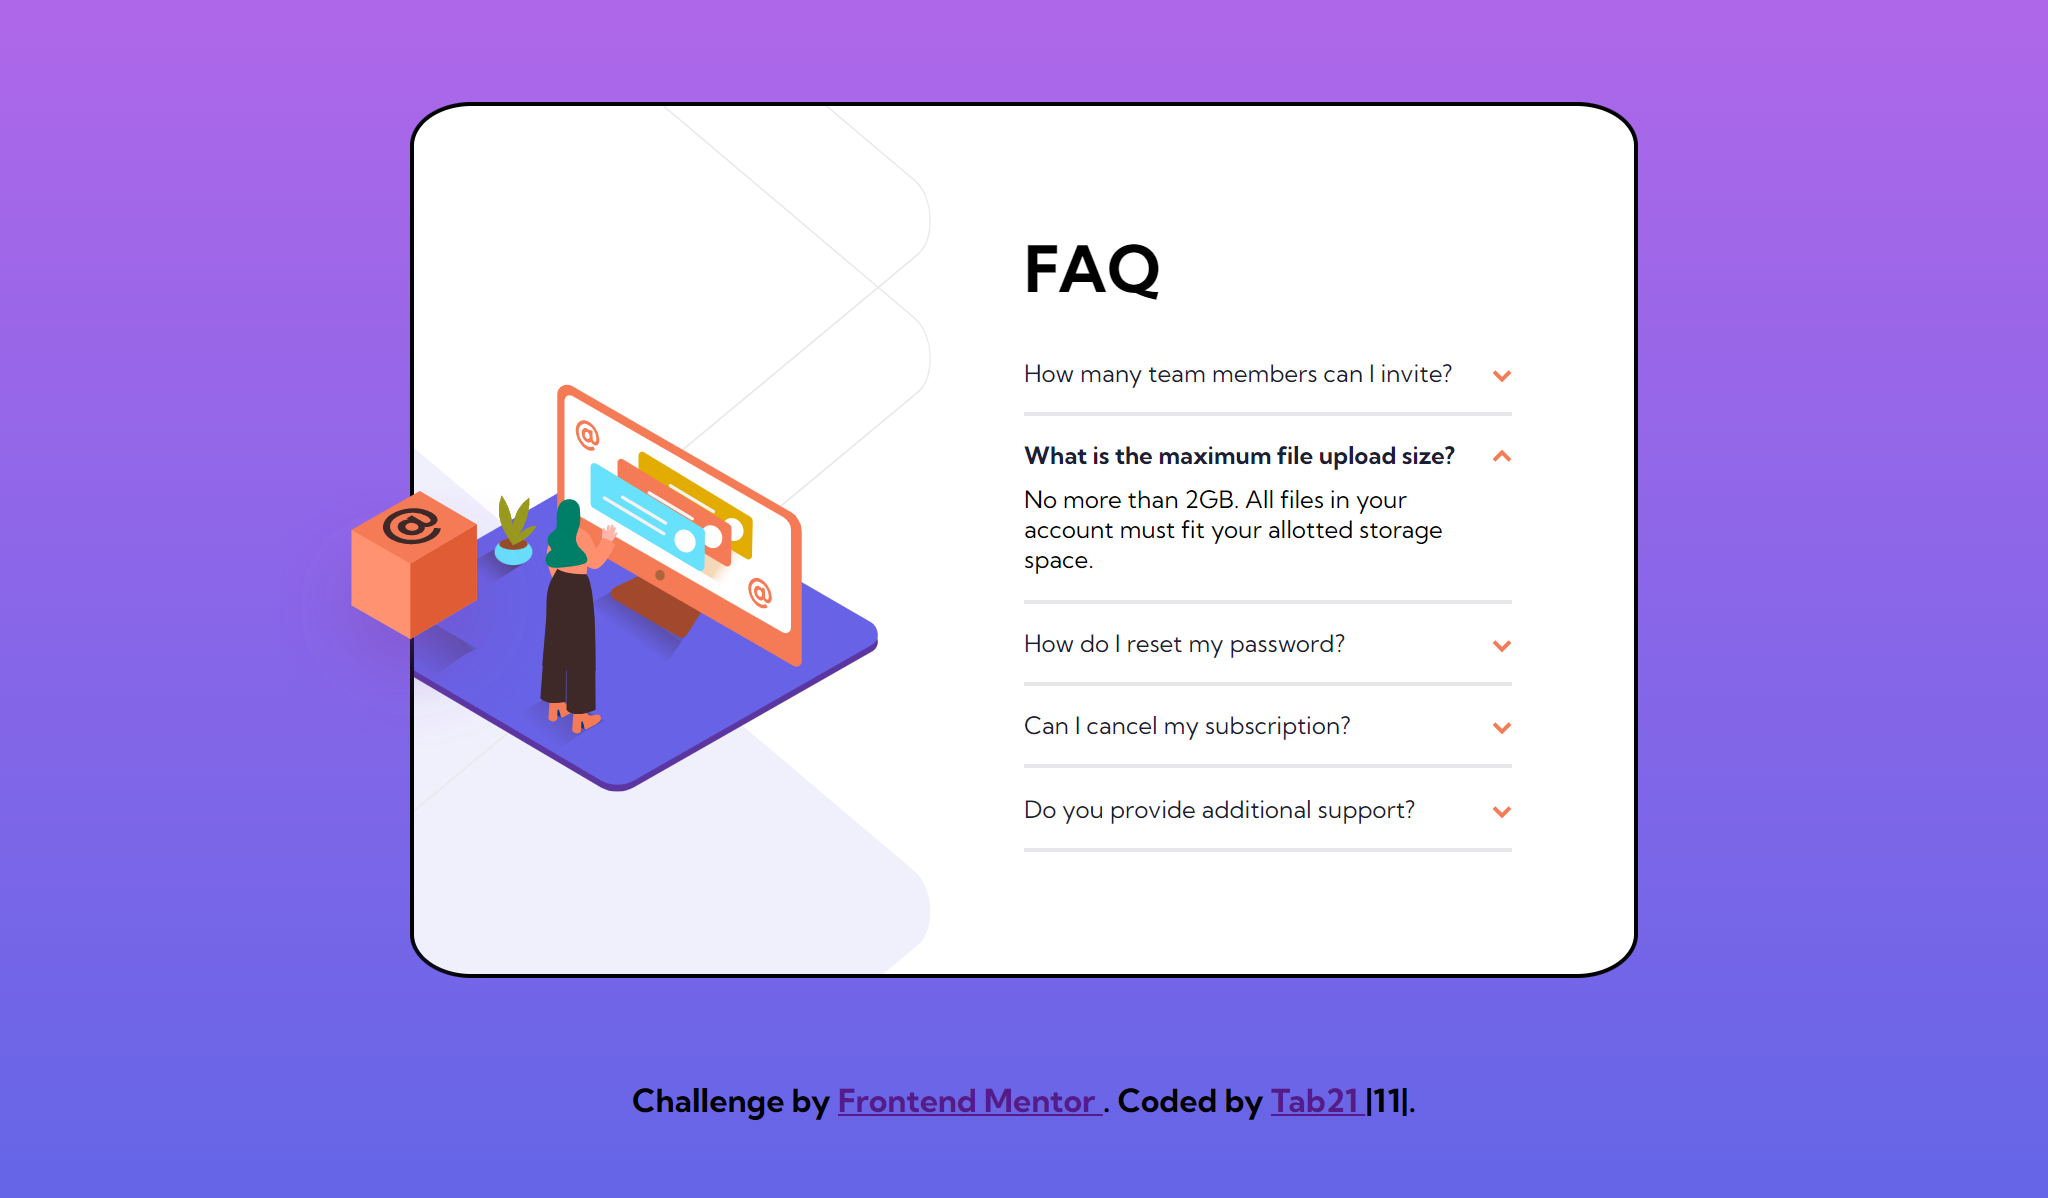 FAQ
How many team members can I invite?
What is the maximum file upload size?
No more than 2GB. All files in your
account must fit your allotted storage
space.
How do I reset my password?
Can I cancel my subscription?
Do you provide additional support?
@
@
@
Challenge by Frontend Mentor . Coded by Tab21 |11|.